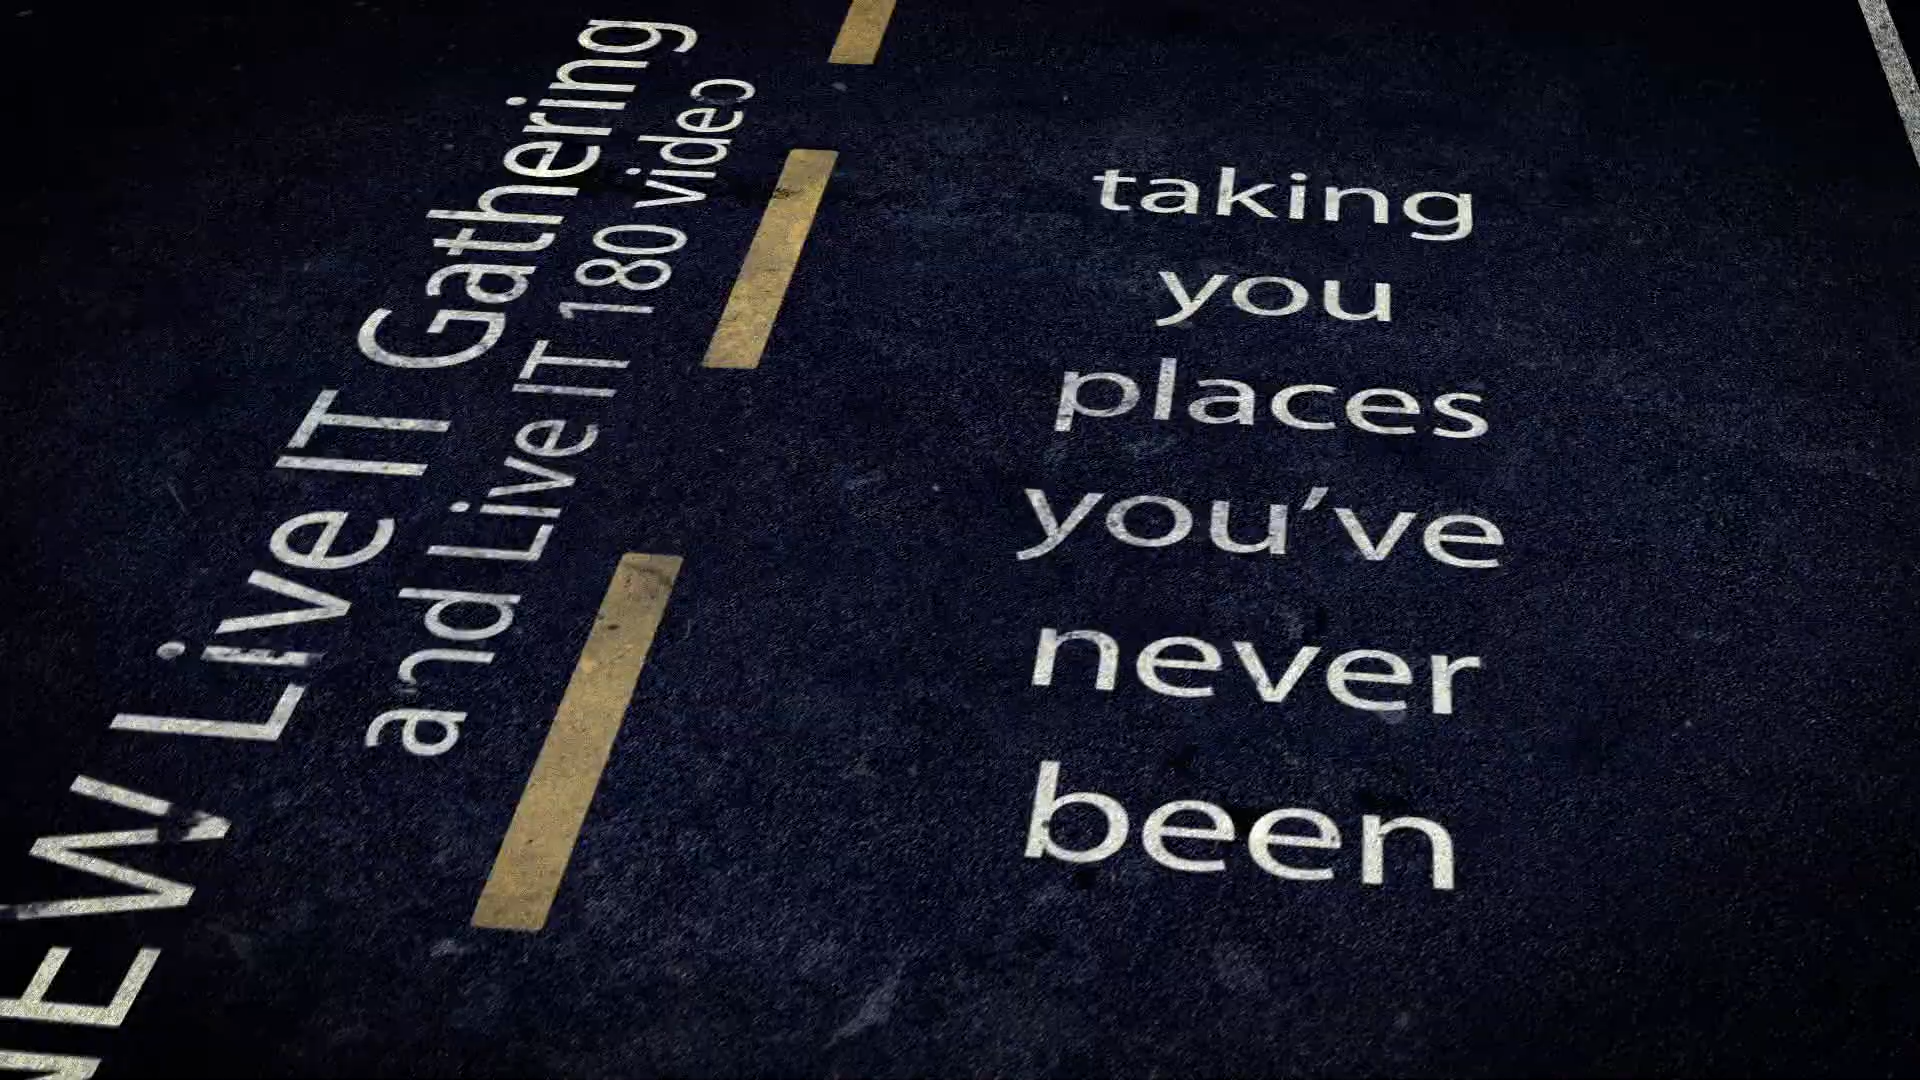 NEW Live IT Gathering
and Live IT 180 video
taking
you
places
you've
never
been